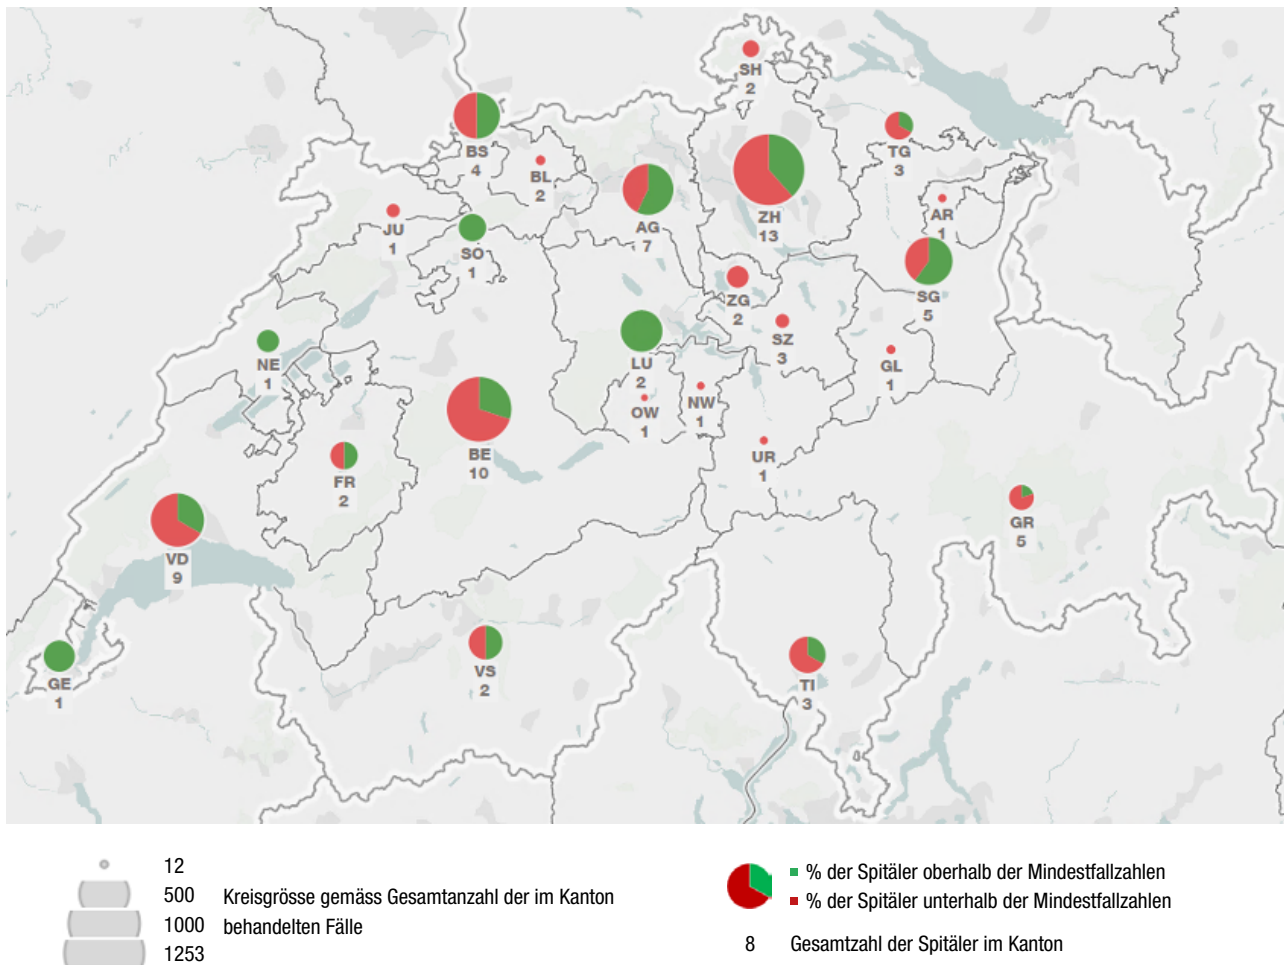 SH
2
BS
4
BL
2
TG
3
ZH
13
AG
7
AR
1
JU
1
SO
1
SG
5
ZG
2
SZ
3
NE
1
LU
2
GL
1
OW
1
NW
1
BE
10
UR
1
FR
2
GR
5
VD
9
VS
2
TI
3
GE
1
12
500
1000
1253
Kreisgrösse gemäss Gesamtanzahl der im Kanton
behandelten Fälle
% der Spitäler oberhalb der Mindestfallzahlen
% der Spitäler unterhalb der Mindestfallzahlen
8 Gesamtzahl der Spitäler im Kanton